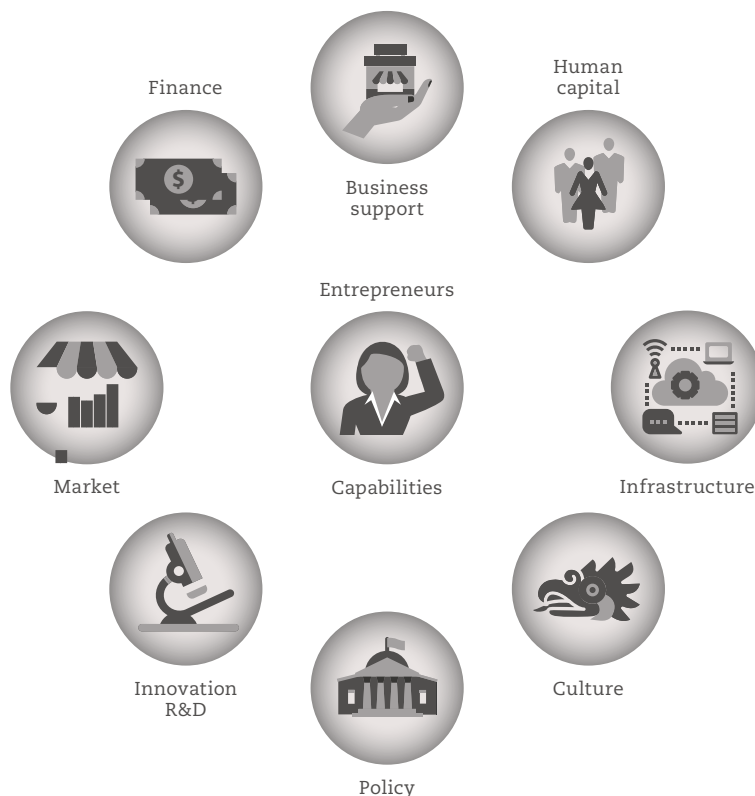 Finance
Human
capital
$
$
Business
support
Entrepreneurs
Market
Capabilities
Infrastructure
Innovation
R&D
Culture
Policy